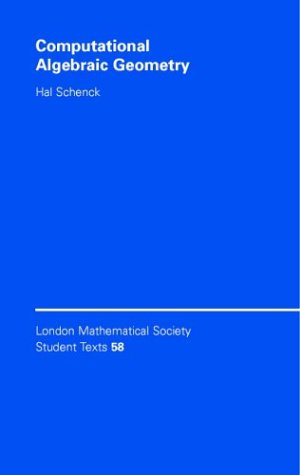 Computational
Algebraic Geometry
Hal Schenck
London Mathematical Society
Student Texts 58